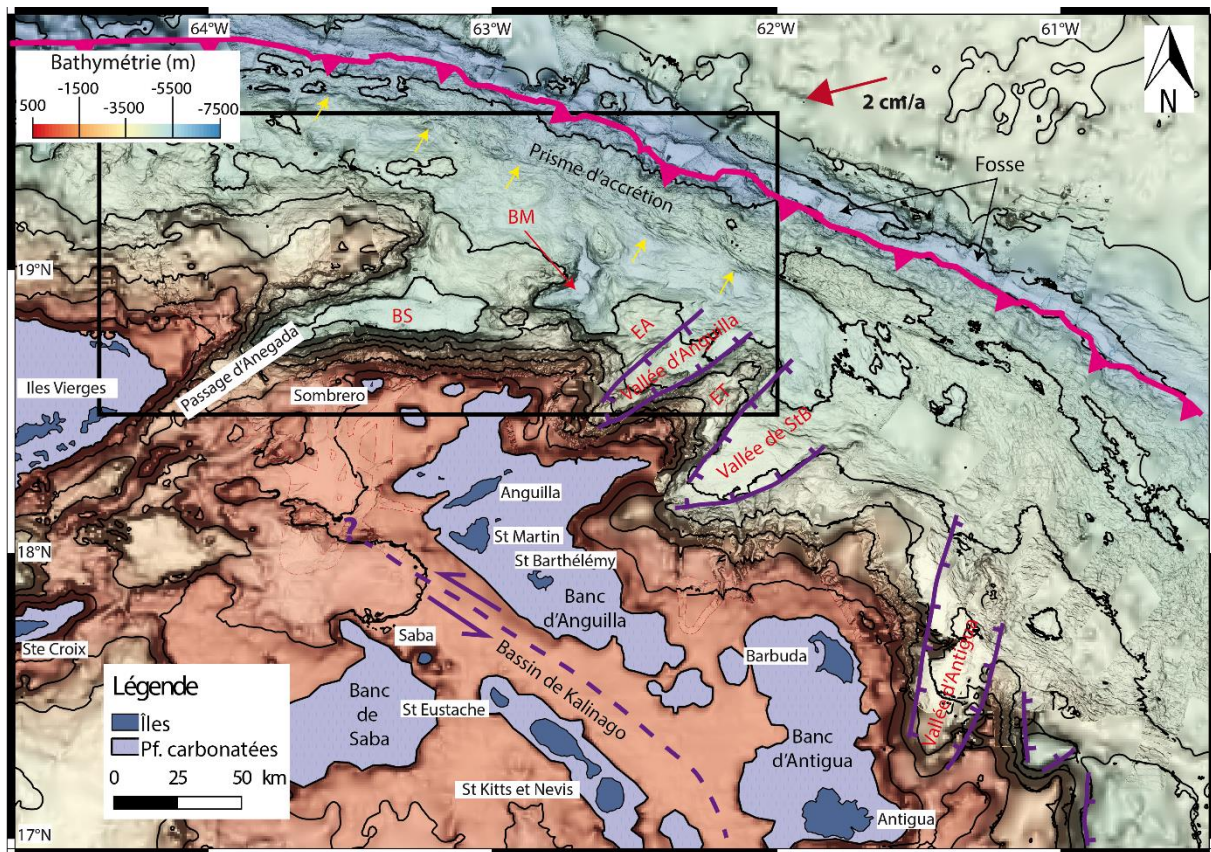 64°W
63°W
62°W
61°W
Bathymétrie (m)
-1500
-5500
500
-3500
-7500
2 cm/a
N
Prisme d'accrétion
Fosse
BM
19°N
BS
EA
Vallée d'Anguilla
Passage d'Anegada
Iles Vierges
Sombrero
ET
Vallée de StB
Anguilla
?
18°N
St Martin
St Barthélémy
Banc
d'Anguilla
Ste Croix
Saba
Bassin de Kalinago
Barbuda
Vallée d'Antigua
Légende
Îles
Pf. carbonatées
0 25 50 km
Banc
de
Saba
St Eustache
Banc
d'Antigua
St Kitts et Nevis
Antigua
17°N